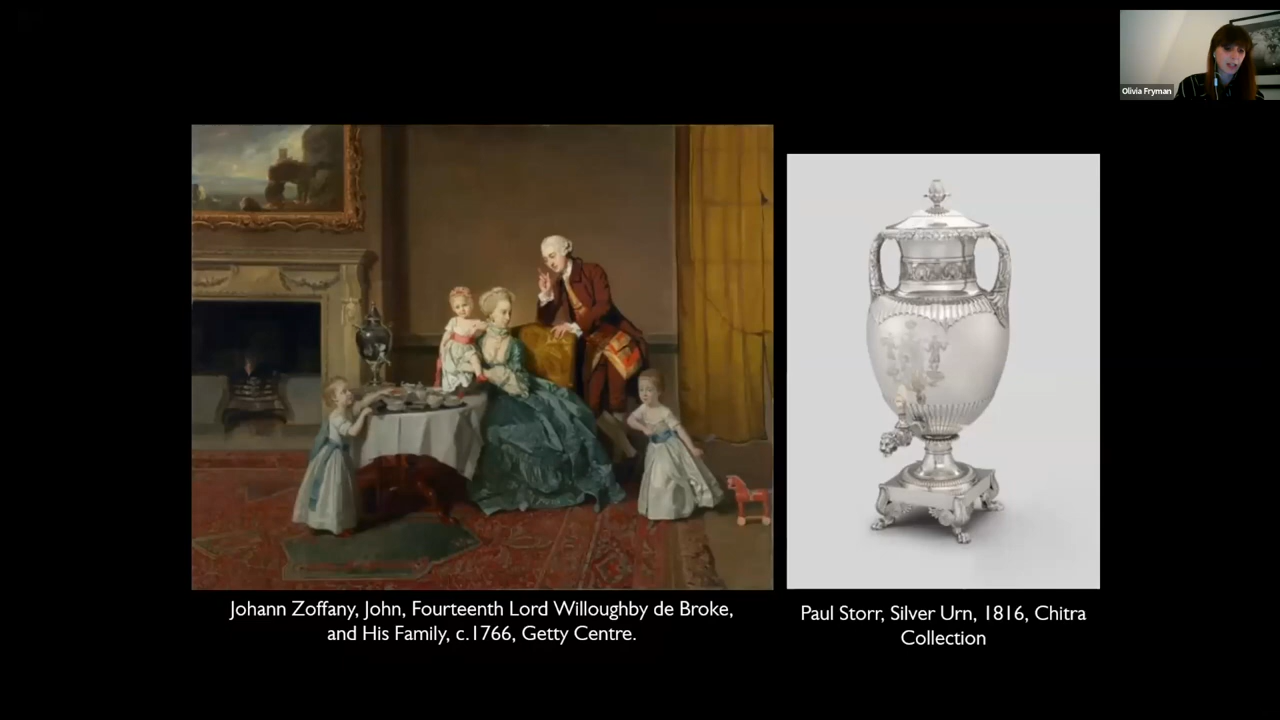 Olivia Fryman
Johann Zoffany, John, Fourteenth Lord Willoughby de Broke,
and His Family, c.1766, Getty Centre.
Paul Storr, Silver Urn, 1816, Chitra
Collection